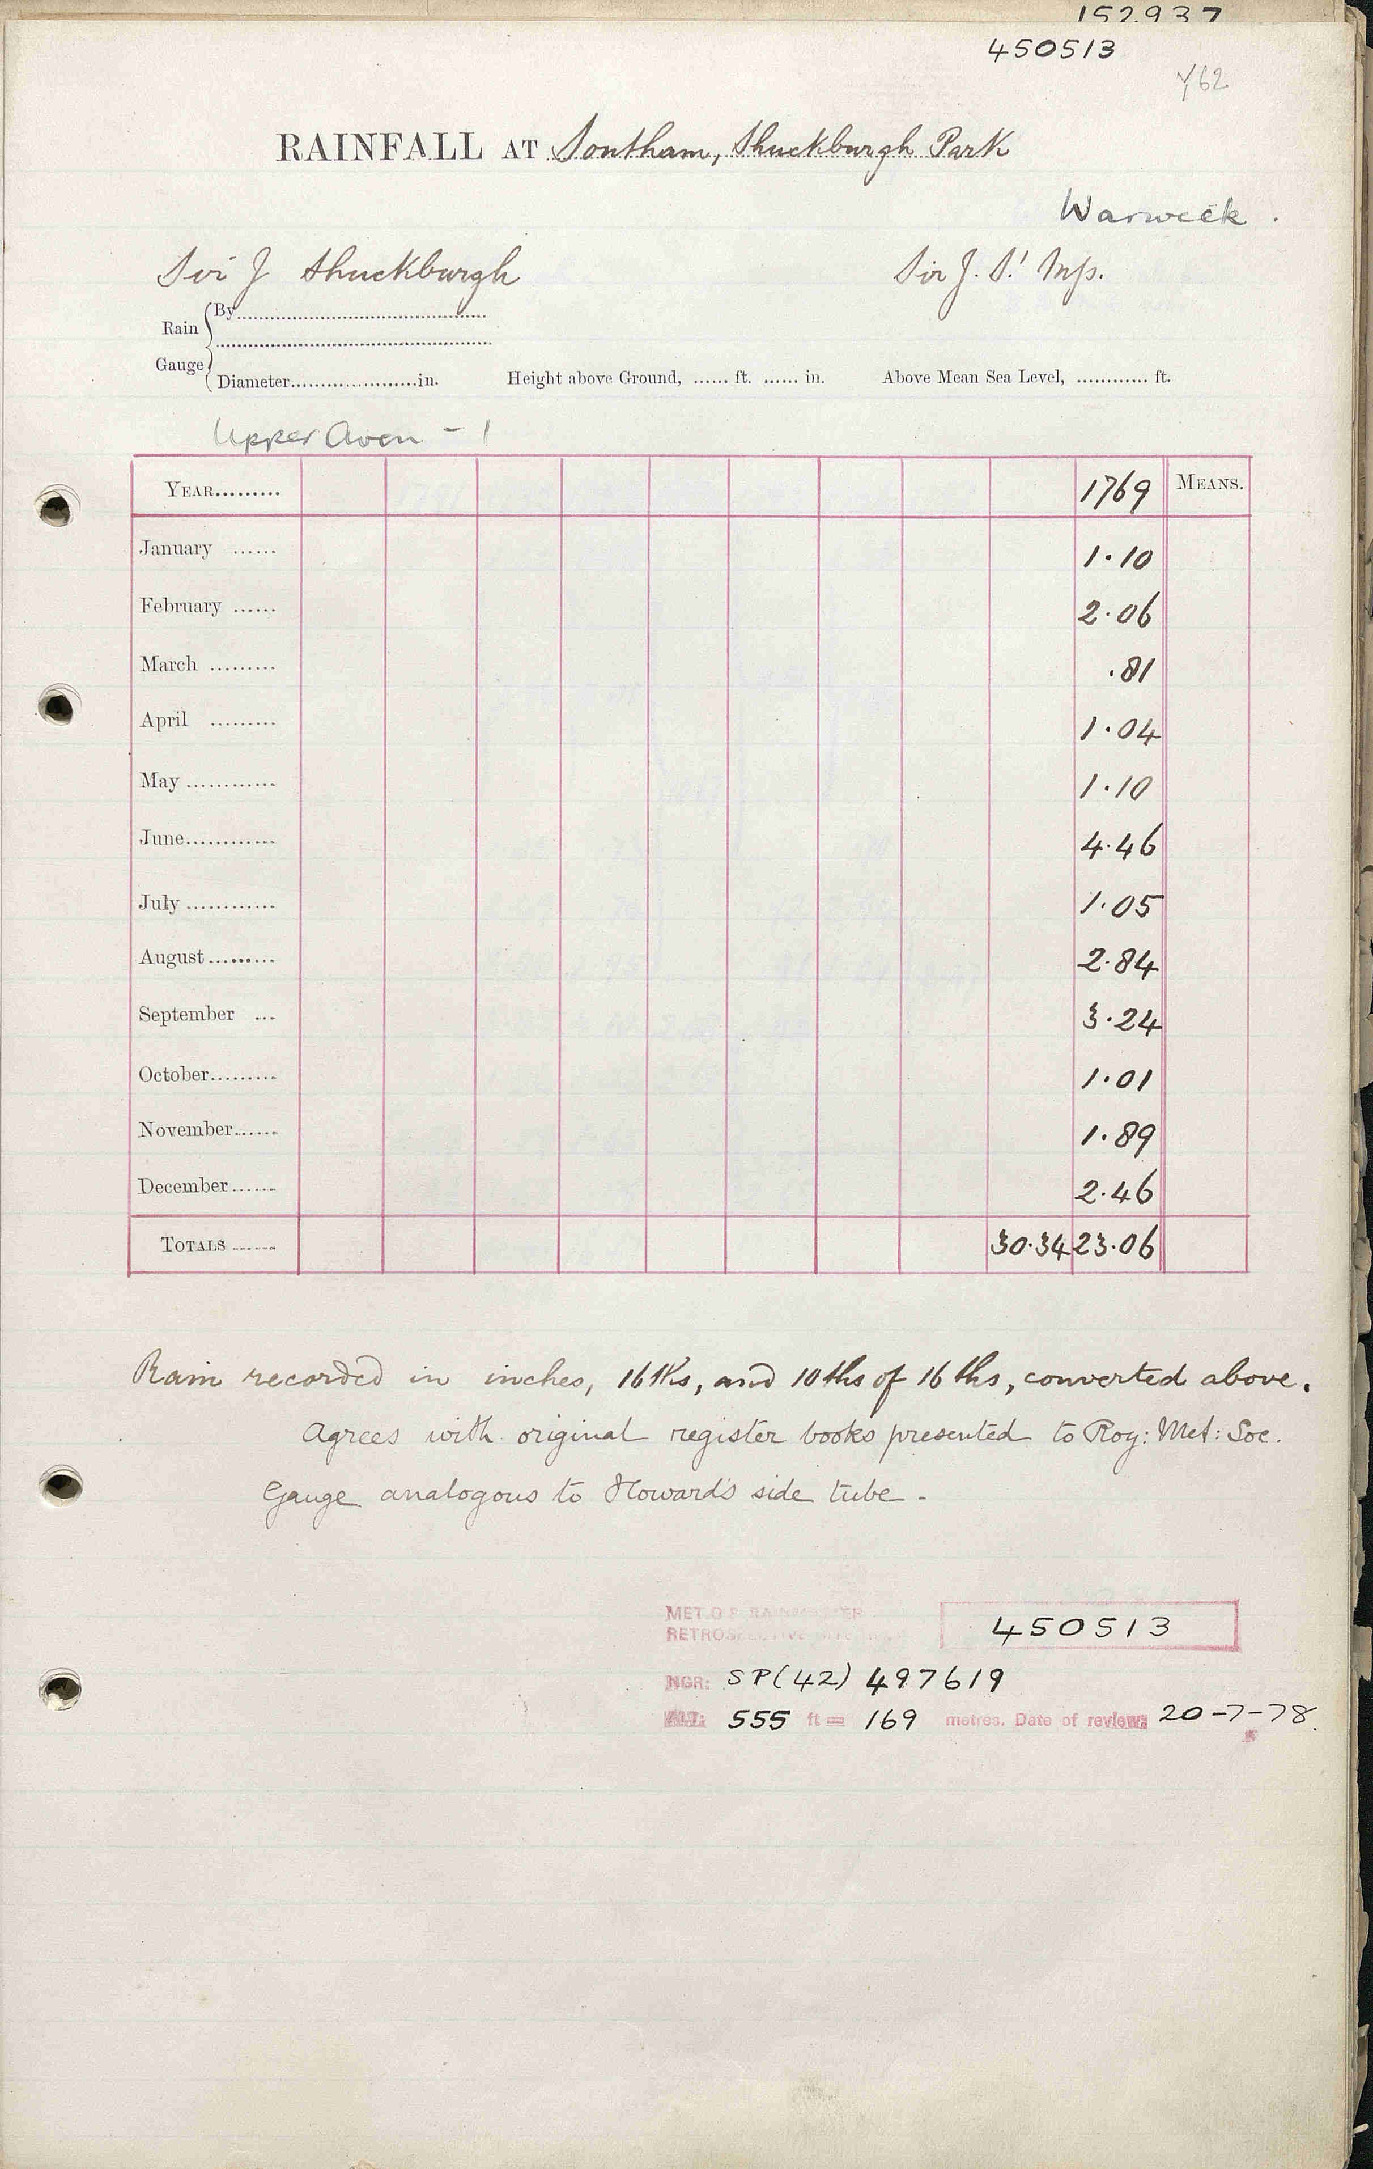 152937
450513
Y62
RAINFALL AT Southam, Shuckburgh Park
Warwick.
Sir J Shuckburgh Sir J. S.' Mss.
Rain Gauge
By
Diameter in. Height above Ground, ft. in. Above Mean Sea Level, ft.
Upper Avon - 1
YEAR 1769 MEANS.
January 1.10
February 2.06
March .81
April 1.04
May 1.10
June 4.46
July 1.05
August 2.84
September 3.24
October 1.01
November 1.89
December 2.46
TOTALS 30.34 23.06
Rain recorded in inches, 16ths, and 10ths of 16ths, converted above.
Agrees with original register books presented to Roy: Met: Soc.
Gauge analogous to Howard's side tube.
MET.O.
450513
NGR: SP(42) 497619
ALT: 555 ft = 169 metres. Date of review: 20-7-78.